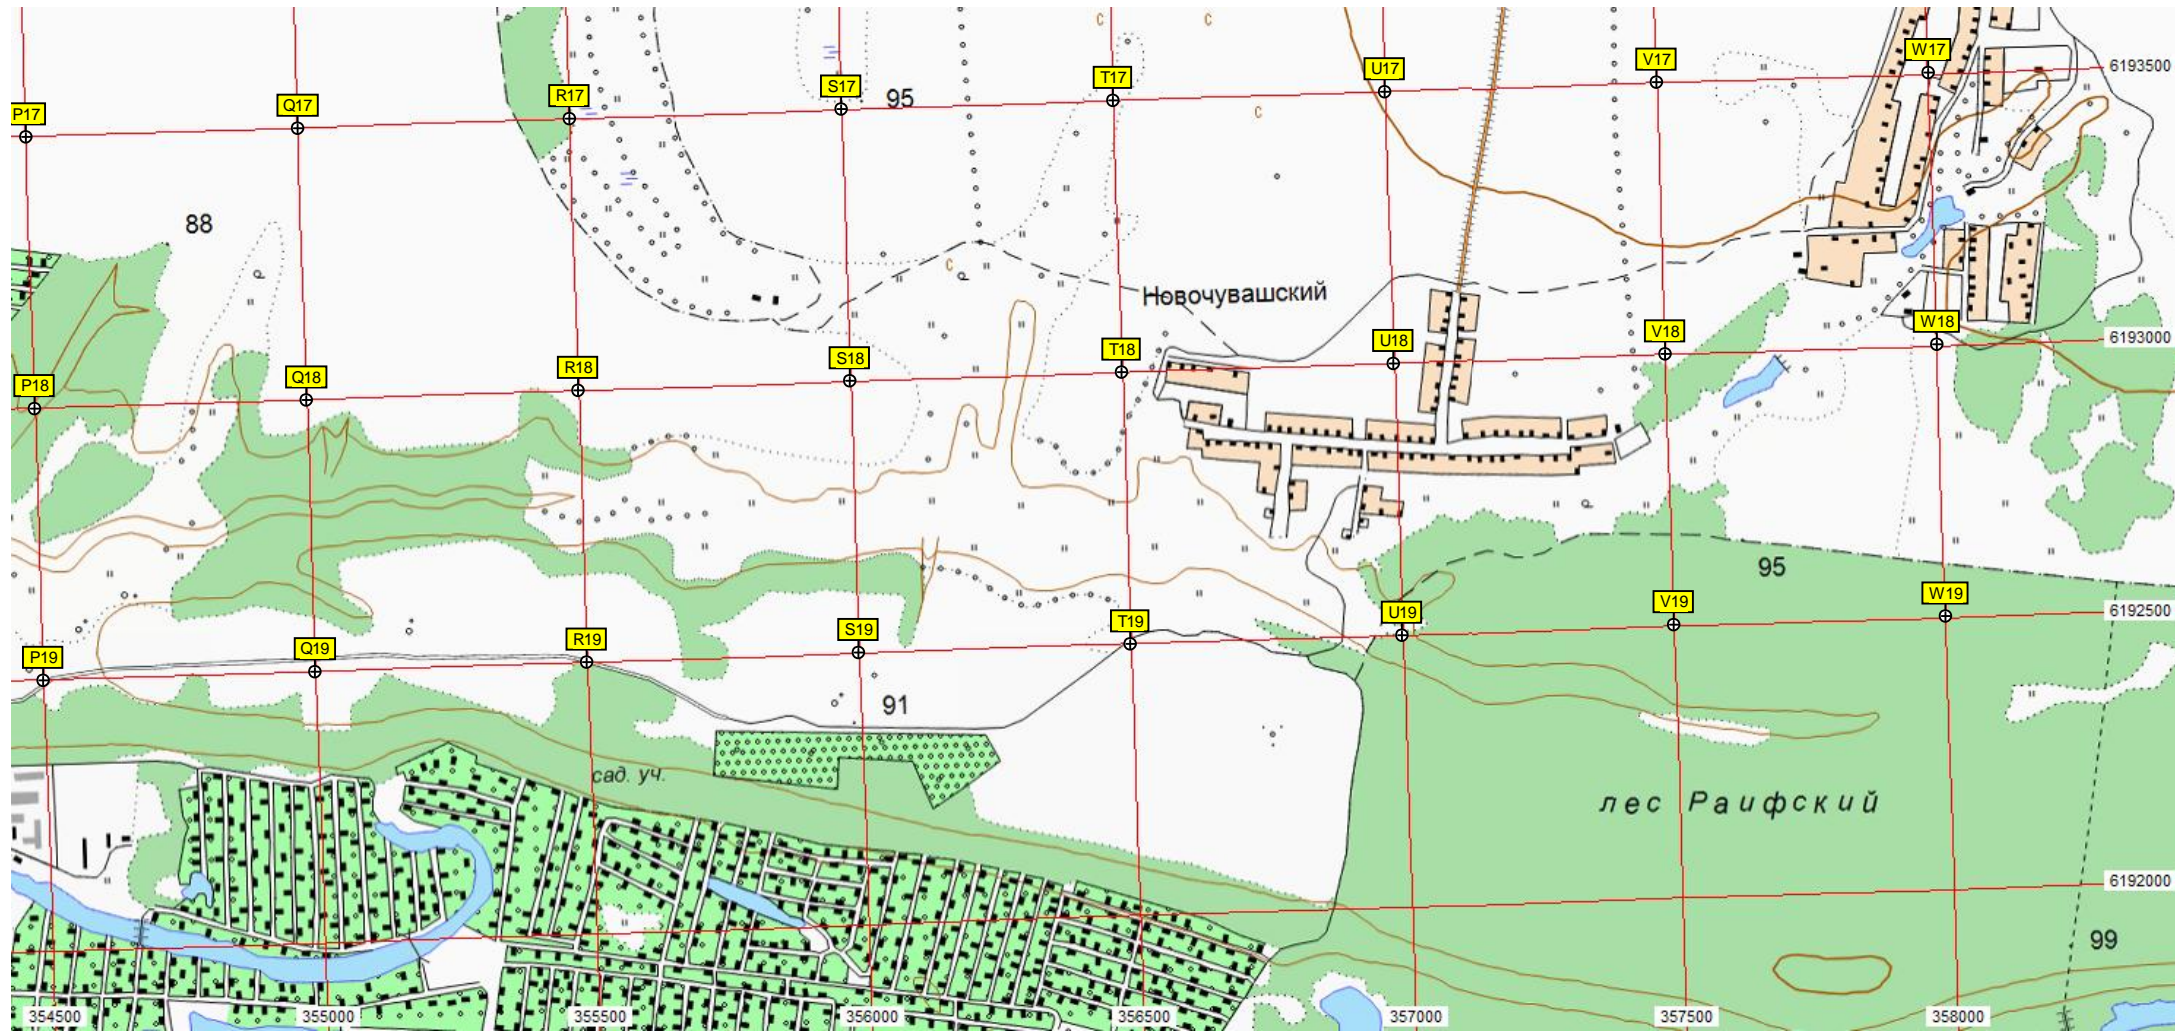 с с
W17
V17
U17
6193500
T17
S17
95
R17
Q17
P17
с
88
с
Новочувашский
W18
V18
6193000
U18
T18
S18
R18
Q18
P18
95
W19
V19
6192500
U19
T19
S19
R19
Q19
P19
91
сад. уч.
лес Раифский
6192000
99
354500 355000 355500 356000 356500 357000 357500 358000